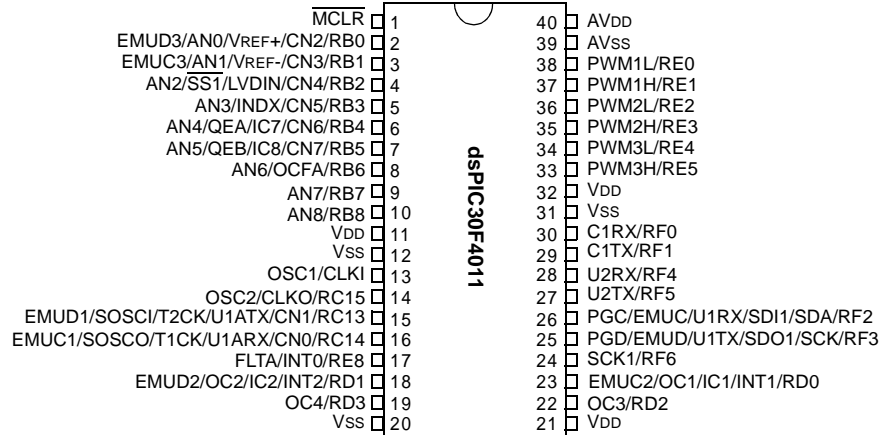 MCLR 1
EMUD3/AN0/VREF+/CN2/RB0 2
EMUC3/AN1/VREF-/CN3/RB1 3
AN2/SS1/LVDIN/CN4/RB2 4
AN3/INDX/CN5/RB3 5
AN4/QEA/IC7/CN6/RB4 6
AN5/QEB/IC8/CN7/RB5 7
AN6/OCFA/RB6 8
AN7/RB7 9
AN8/RB8 10
VDD 11
VSS 12
OSC1/CLKI 13
OSC2/CLKO/RC15 14
EMUD1/SOSCI/T2CK/U1ATX/CN1/RC13 15
EMUC1/SOSCO/T1CK/U1ARX/CN0/RC14 16
FLTA/INT0/RE8 17
EMUD2/OC2/IC2/INT2/RD1 18
OC4/RD3 19
VSS 20
dsPIC30F4011
40 AVDD
39 AVSS
38 PWM1L/RE0
37 PWM1H/RE1
36 PWM2L/RE2
35 PWM2H/RE3
34 PWM3L/RE4
33 PWM3H/RE5
32 VDD
31 VSS
30 C1RX/RF0
29 C1TX/RF1
28 U2RX/RF4
27 U2TX/RF5
26 PGC/EMUC/U1RX/SDI1/SDA/RF2
25 PGD/EMUD/U1TX/SDO1/SCK/RF3
24 SCK1/RF6
23 EMUC2/OC1/IC1/INT1/RD0
22 OC3/RD2
21 VDD